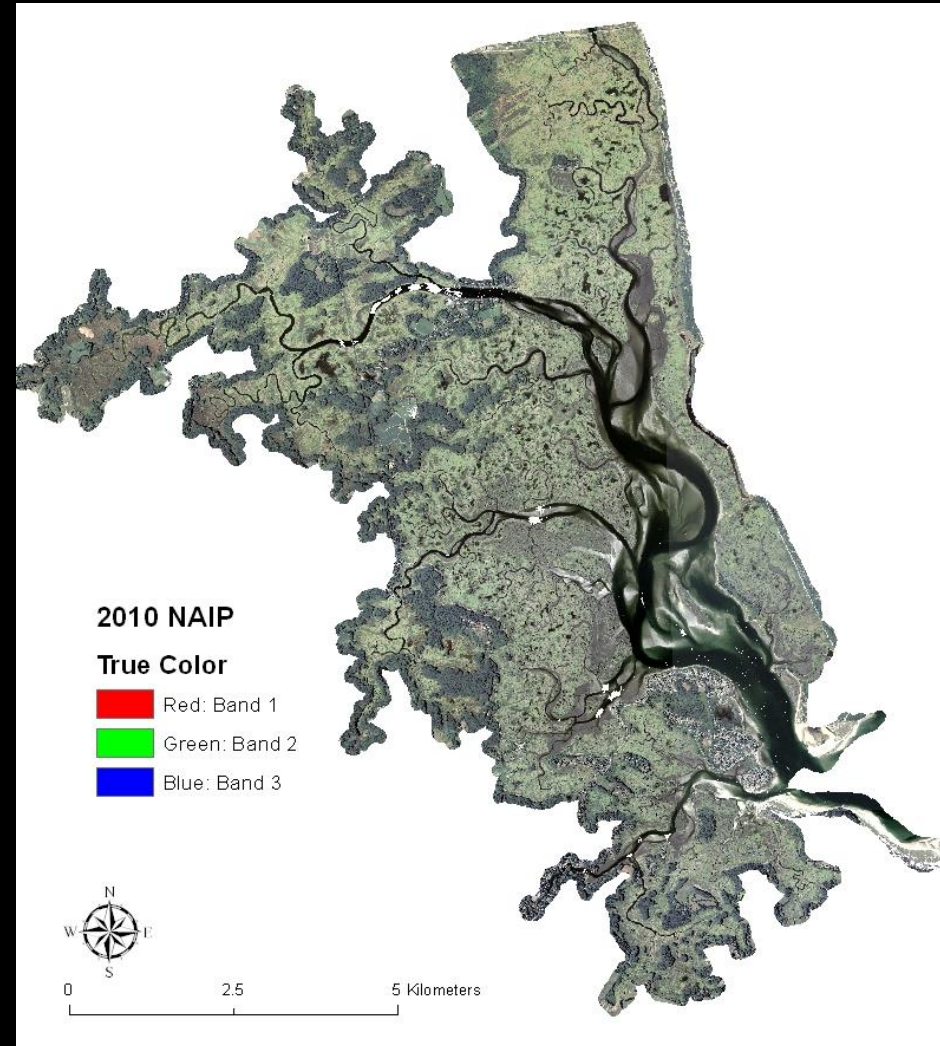 2010 NAIP
True Color
Red: Band 1
Green: Band 2
Blue: Band 3
N
W E
S
0 2.5 5 Kilometers